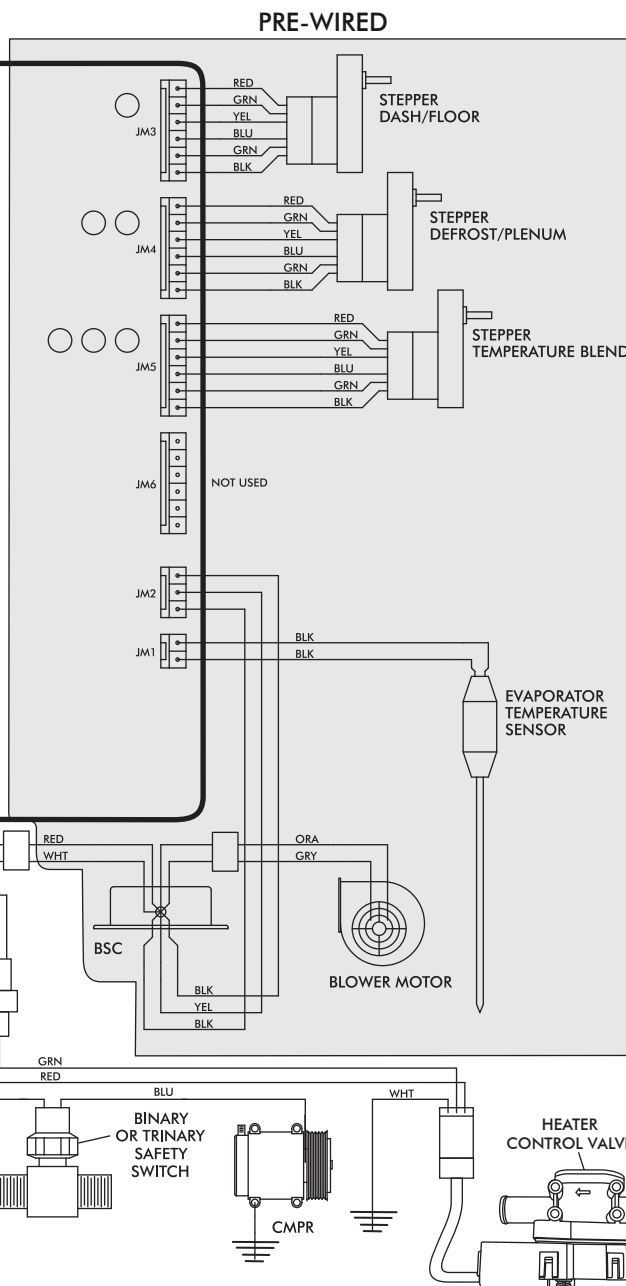 PRE-WIRED
RED
GRN
YEL
BLU
GRN
BLK
JM3
STEPPER
DASH/FLOOR
RED
GRN
YEL
BLU
GRN
BLK
JM4
STEPPER
DEFROST/PLENUM
RED
GRN
YEL
BLU
GRN
BLK
JM5
STEPPER
TEMPERATURE BLEND
JM6
NOT USED
JM2
JM1
BLK
BLK
EVAPORATOR
TEMPERATURE
SENSOR
RED
WHT
ORA
GRY
BSC
BLOWER MOTOR
BLK
YEL
BLK
GRN
RED
BLU
WHT
BINARY
OR TRINARY
SAFETY
SWITCH
CMPR
HEATER
CONTROL VALV